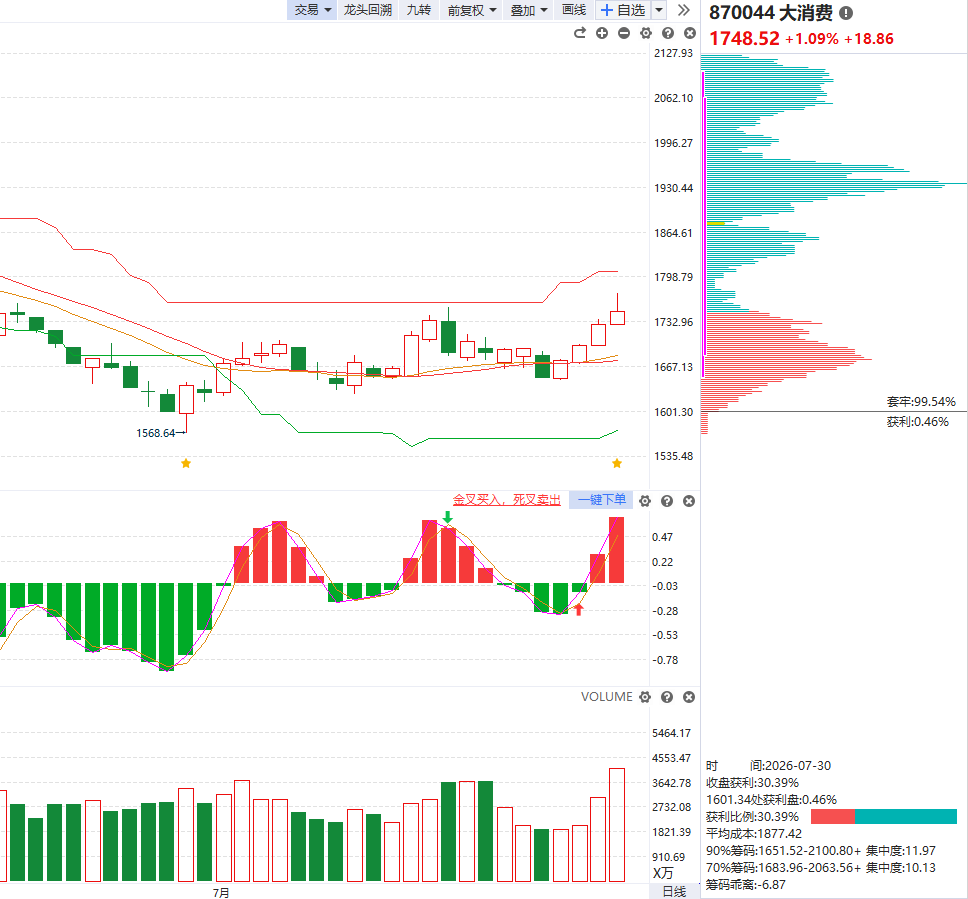 交易 龙头回溯 九转 前复权 叠加 画线 +自选
870044 大消费
1748.52 +1.09% +18.86
2127.93
2062.10
1996.27
1930.44
1864.61
1798.79
1732.96
1667.13
1601.30
1535.48
1568.64→
套牢:99.54%
获利:0.46%
金叉买入，死叉卖出 一键下单
0.47
0.22
-0.03
-0.28
-0.53
-0.78
VOLUME
5464.17
4553.47
3642.78
2732.08
1821.39
910.69
X万
7月 日线
时 间:2026-07-30
收盘获利:30.39%
1601.34处获利盘:0.46%
获利比例:30.39%
平均成本:1877.42
90%筹码:1651.52-2100.80+ 集中度:11.97
70%筹码:1683.96-2063.56+ 集中度:10.13
筹码乖离:-6.87